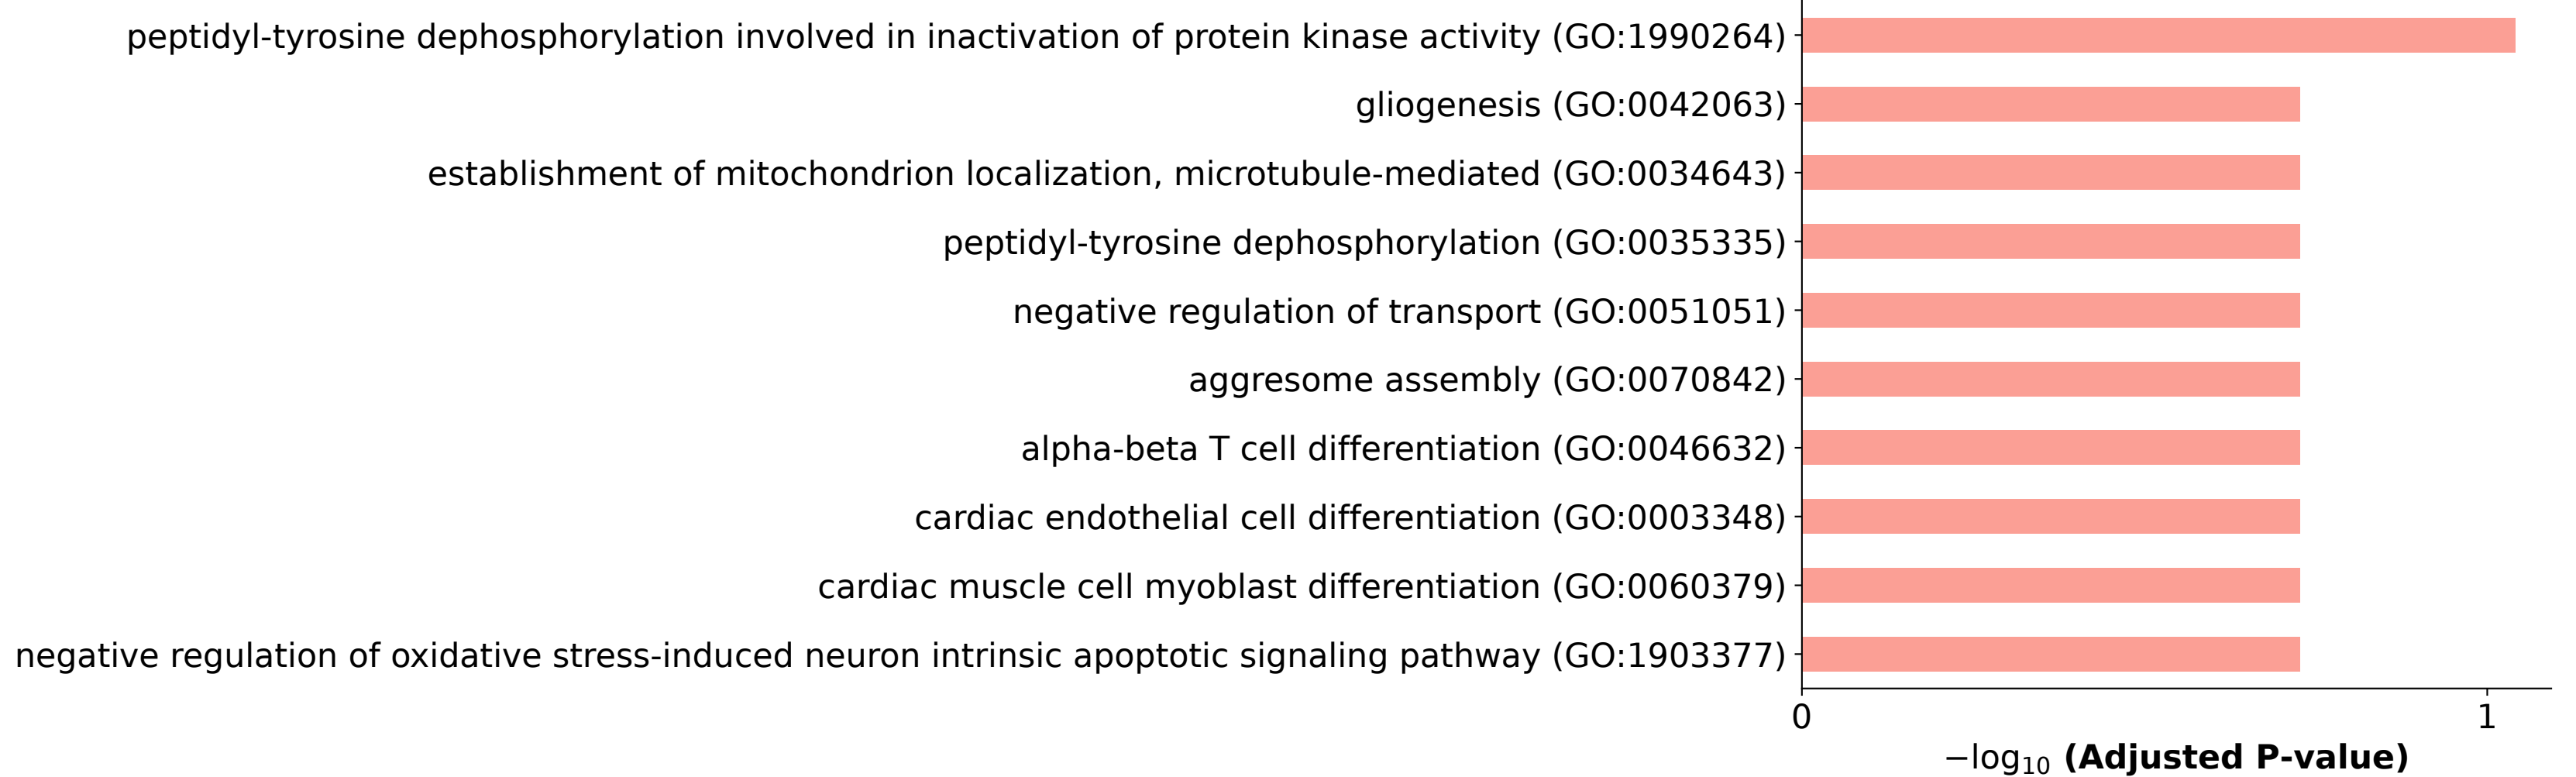 peptidyl-tyrosine dephosphorylation involved in inactivation of protein kinase activity (GO:1990264)
gliogenesis (GO:0042063)
establishment of mitochondrion localization, microtubule-mediated (GO:0034643)
peptidyl-tyrosine dephosphorylation (GO:0035335)
negative regulation of transport (GO:0051051)
aggresome assembly (GO:0070842)
alpha-beta T cell differentiation (GO:0046632)
cardiac endothelial cell differentiation (GO:0003348)
cardiac muscle cell myoblast differentiation (GO:0060379)
negative regulation of oxidative stress-induced neuron intrinsic apoptotic signaling pathway (GO:1903377)
0 1
−log₁₀ (Adjusted P-value)